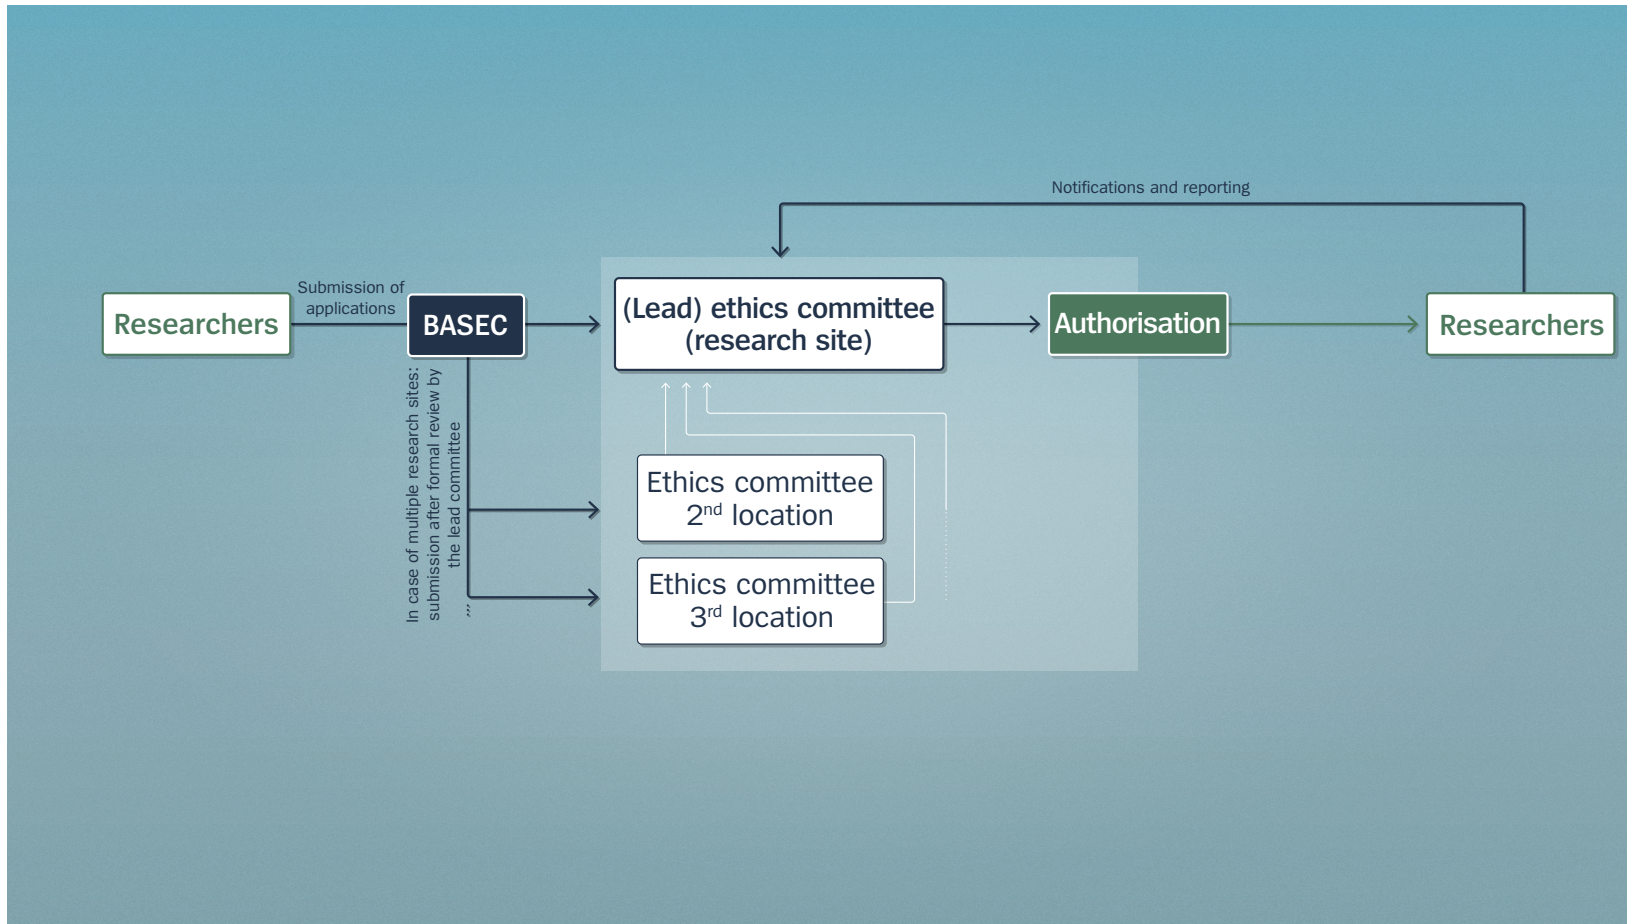 Notifications and reporting
Researchers
Submission of
applications
BASEC
(Lead) ethics committee
(research site)
Authorisation
Researchers
In case of multiple research sites:
submission after formal review by
the lead committee
...
Ethics committee
2nd location
Ethics committee
3rd location